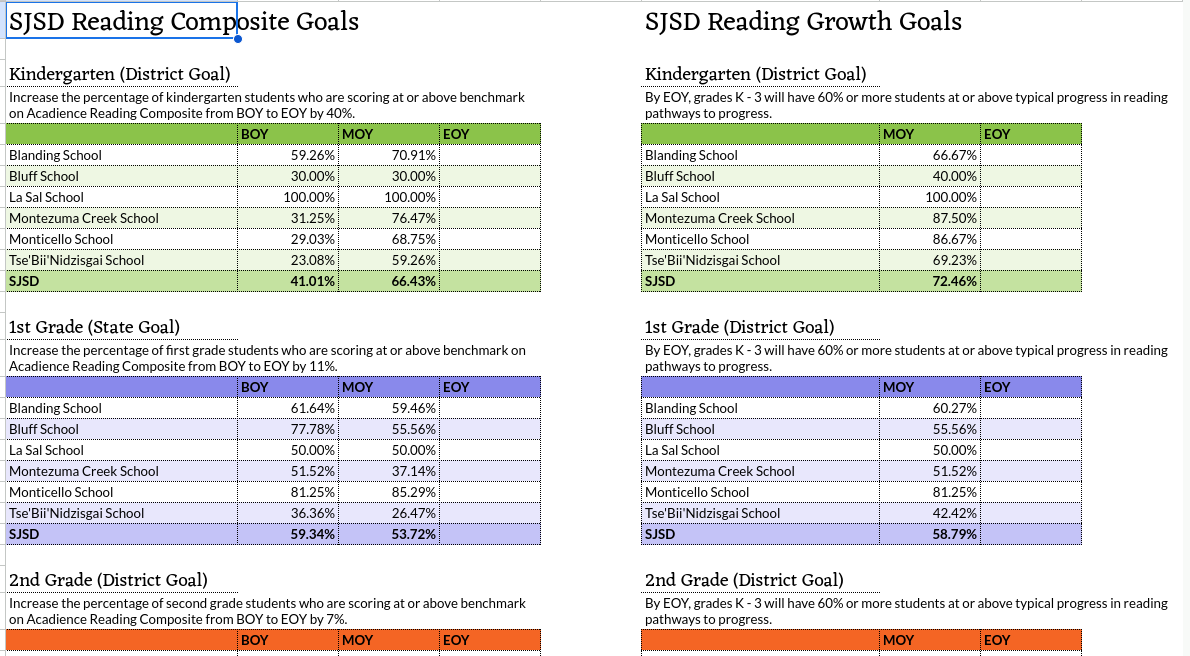 SJSD Reading Composite Goals
Kindergarten (District Goal)
Increase the percentage of kindergarten students who are scoring at or above benchmark
on Acadience Reading Composite from BOY to EOY by 40%.
BOY MOY EOY
Blanding School 59.26% 70.91%
Bluff School 30.00% 30.00%
La Sal School 100.00% 100.00%
Montezuma Creek School 31.25% 76.47%
Monticello School 29.03% 68.75%
Tse'Bii'Nidzisgai School 23.08% 59.26%
SJSD 41.01% 66.43%
1st Grade (State Goal)
Increase the percentage of first grade students who are scoring at or above benchmark on
Acadience Reading Composite from BOY to EOY by 11%.
BOY MOY EOY
Blanding School 61.64% 59.46%
Bluff School 77.78% 55.56%
La Sal School 50.00% 50.00%
Montezuma Creek School 51.52% 37.14%
Monticello School 81.25% 85.29%
Tse'Bii'Nidzisgai School 36.36% 26.47%
SJSD 59.34% 53.72%
2nd Grade (District Goal)
Increase the percentage of second grade students who are scoring at or above benchmark
on Acadience Reading Composite from BOY to EOY by 7%.
BOY MOY EOY
SJSD Reading Growth Goals
Kindergarten (District Goal)
By EOY, grades K - 3 will have 60% or more students at or above typical progress in reading
pathways to progress.
MOY EOY
Blanding School 66.67%
Bluff School 40.00%
La Sal School 100.00%
Montezuma Creek School 87.50%
Monticello School 86.67%
Tse'Bii'Nidzisgai School 69.23%
SJSD 72.46%
1st Grade (District Goal)
By EOY, grades K - 3 will have 60% or more students at or above typical progress in reading
pathways to progress.
MOY EOY
Blanding School 60.27%
Bluff School 55.56%
La Sal School 50.00%
Montezuma Creek School 51.52%
Monticello School 81.25%
Tse'Bii'Nidzisgai School 42.42%
SJSD 58.79%
2nd Grade (District Goal)
By EOY, grades K - 3 will have 60% or more students at or above typical progress in reading
pathways to progress.
MOY EOY